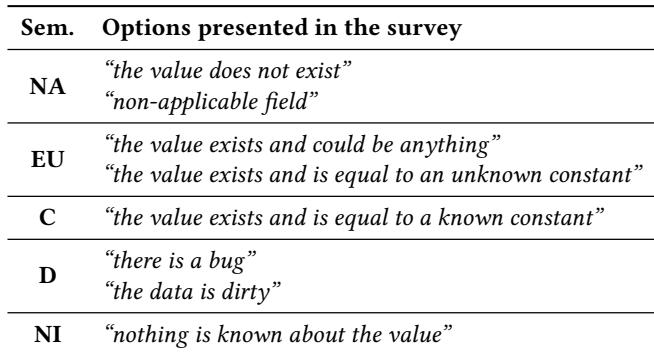 Sem. Options presented in the survey
NA
“the value does not exist”
“non-applicable field”
EU
“the value exists and could be anything”
“the value exists and is equal to an unknown constant”
C “the value exists and is equal to a known constant”
D
“there is a bug”
“the data is dirty”
NI “nothing is known about the value”